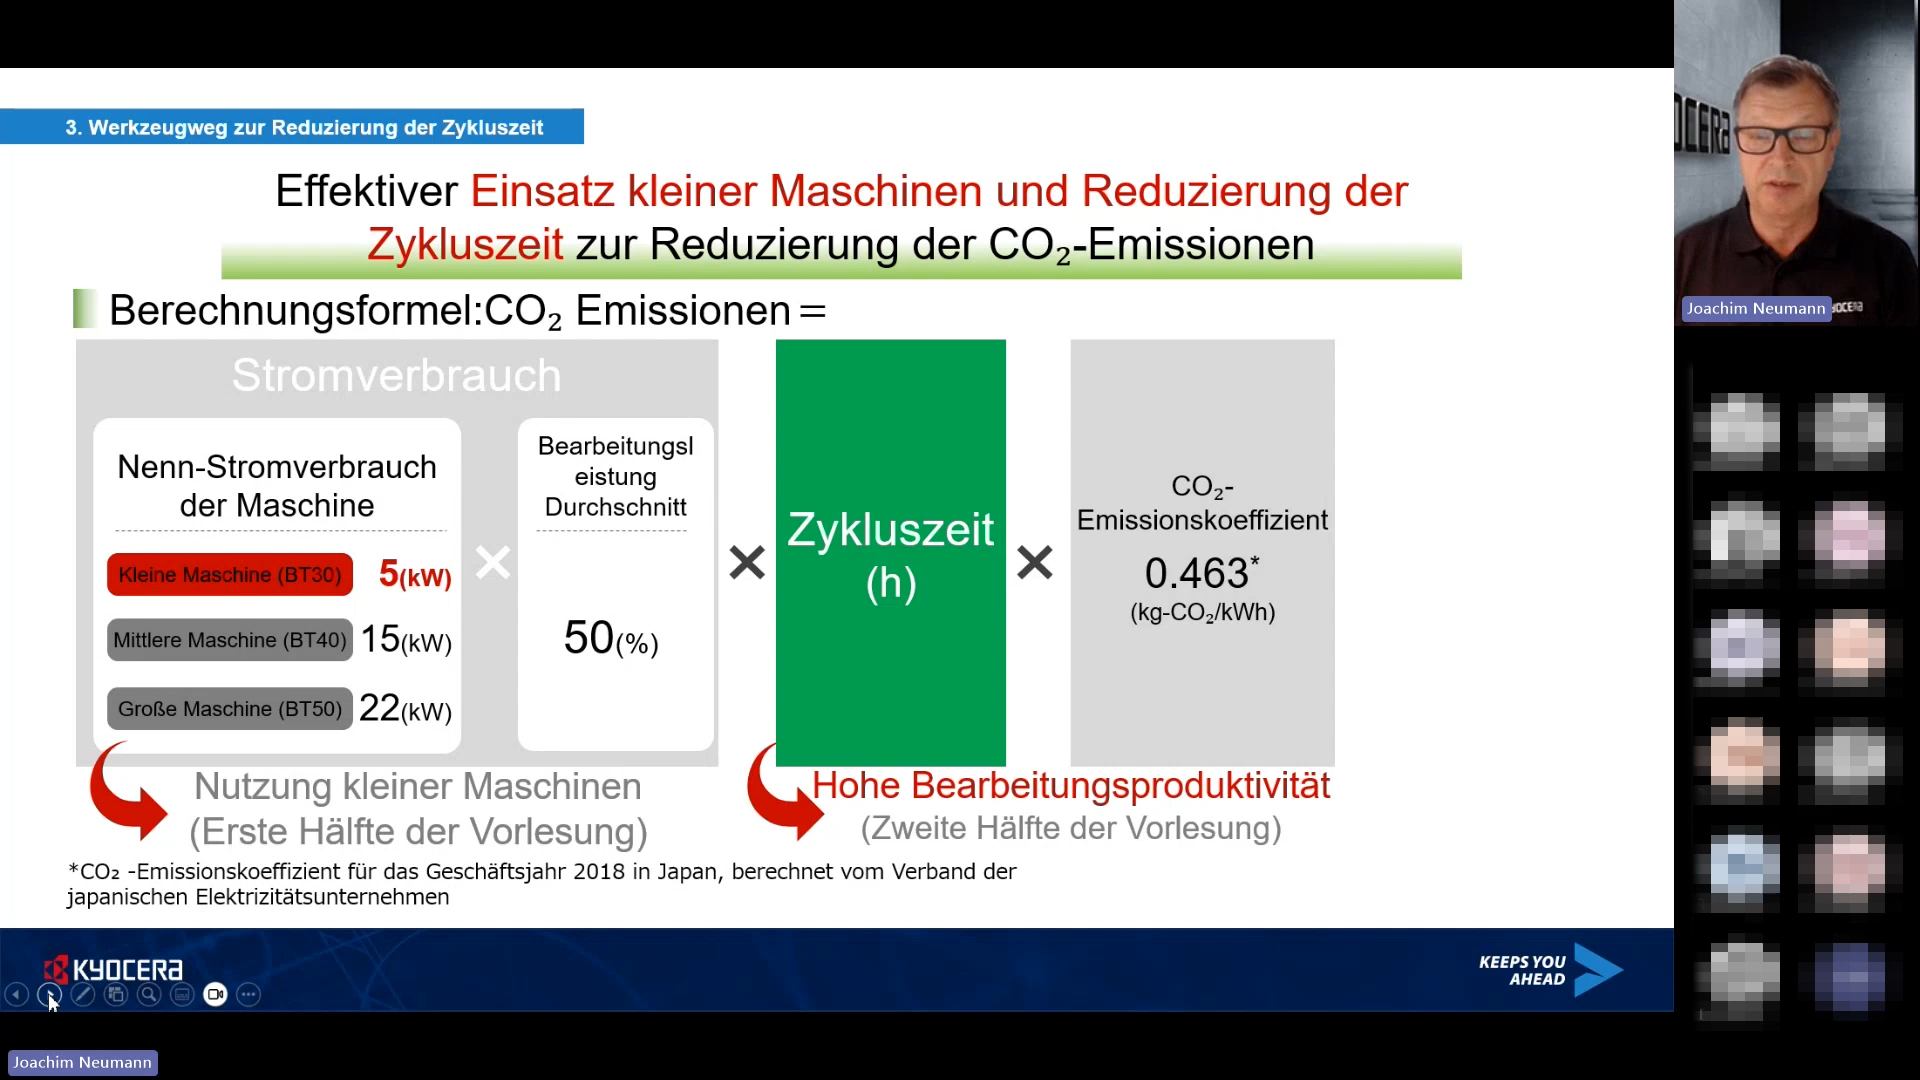 3. Werkzeugweg zur Reduzierung der Zykluszeit
Effektiver Einsatz kleiner Maschinen und Reduzierung der
Zykluszeit zur Reduzierung der CO₂-Emissionen
Berechnungsformel:CO₂ Emissionen =
Stromverbrauch
Nenn-Stromverbrauch
der Maschine
Kleine Maschine (BT30) 5(kW)
Mittlere Maschine (BT40) 15(kW)
Große Maschine (BT50) 22(kW)
×
Bearbeitungsl
eistung
Durchschnitt
50(%)
×
Zykluszeit
(h)
×
CO₂-
Emissionskoeffizient
0.463*
(kg-CO₂/kWh)
Nutzung kleiner Maschinen
(Erste Hälfte der Vorlesung)
Hohe Bearbeitungsproduktivität
(Zweite Hälfte der Vorlesung)
*CO₂ -Emissionskoeffizient für das Geschäftsjahr 2018 in Japan, berechnet vom Verband der
japanischen Elektrizitätsunternehmen
KYOCERA
KEEPS YOU
AHEAD
Joachim Neumann
Joachim Neumann